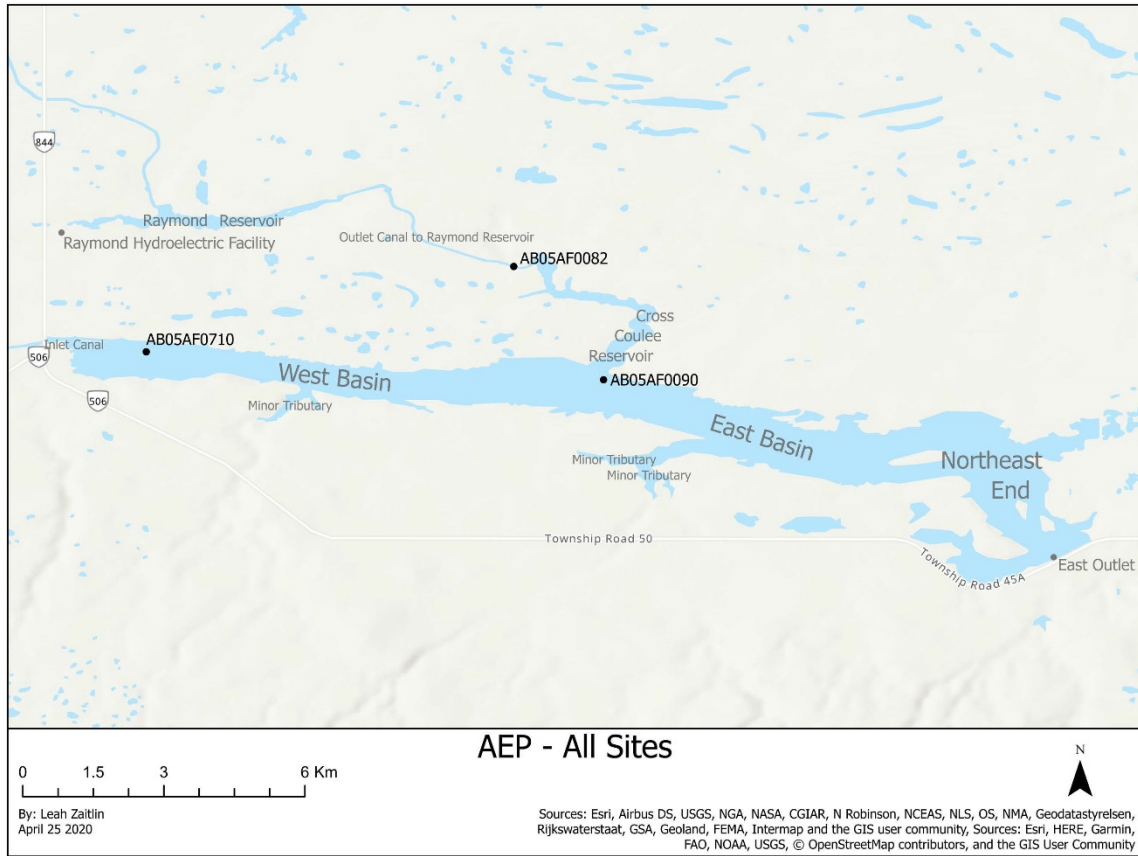 844
Raymond Reservoir
Raymond Hydroelectric Facility
Outlet Canal to Raymond Reservoir
AB05AF0082
Cross
Coulee
Reservoir
AB05AF0710
Inlet Canal
506
506
West Basin
Minor Tributary
AB05AF0090
East Basin
Minor Tributary
Minor Tributary
Northeast
End
Township Road 50
Township Road 45A
East Outlet
AEP - All Sites
0 1.5 3 6 Km
By: Leah Zaitlin
April 25 2020
N
Sources: Esri, Airbus DS, USGS, NGA, NASA, CGIAR, N Robinson, NCEAS, NLS, OS, NMA, Geodatastyrelsen,
Rijkswaterstaat, GSA, Geoland, FEMA, Intermap and the GIS user community, Sources: Esri, HERE, Garmin,
FAO, NOAA, USGS, © OpenStreetMap contributors, and the GIS User Community